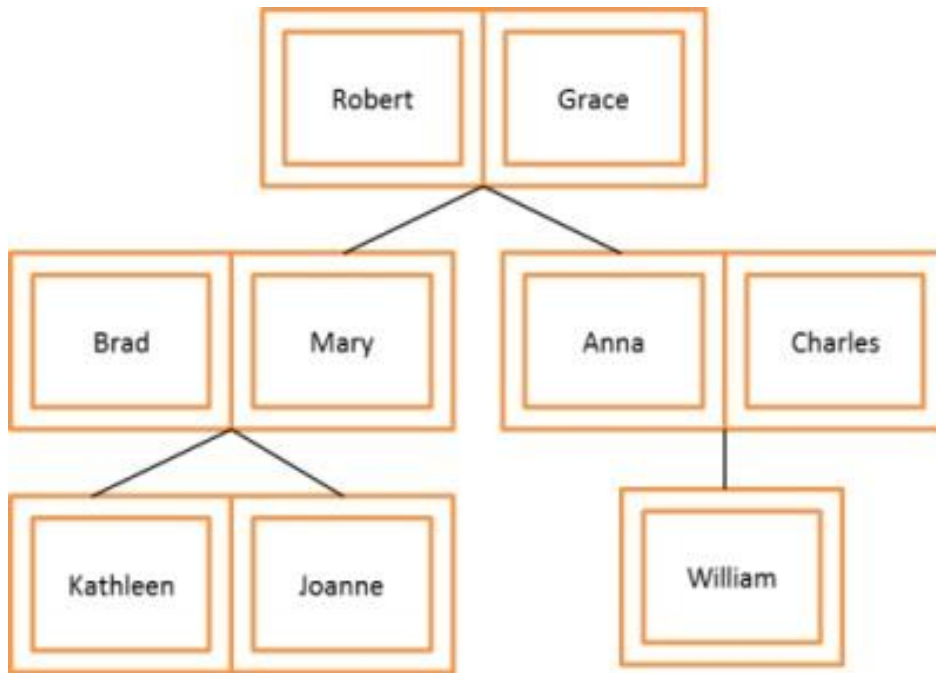 Robert
Grace
Brad
Mary
Anna
Charles
Kathleen
Joanne
William